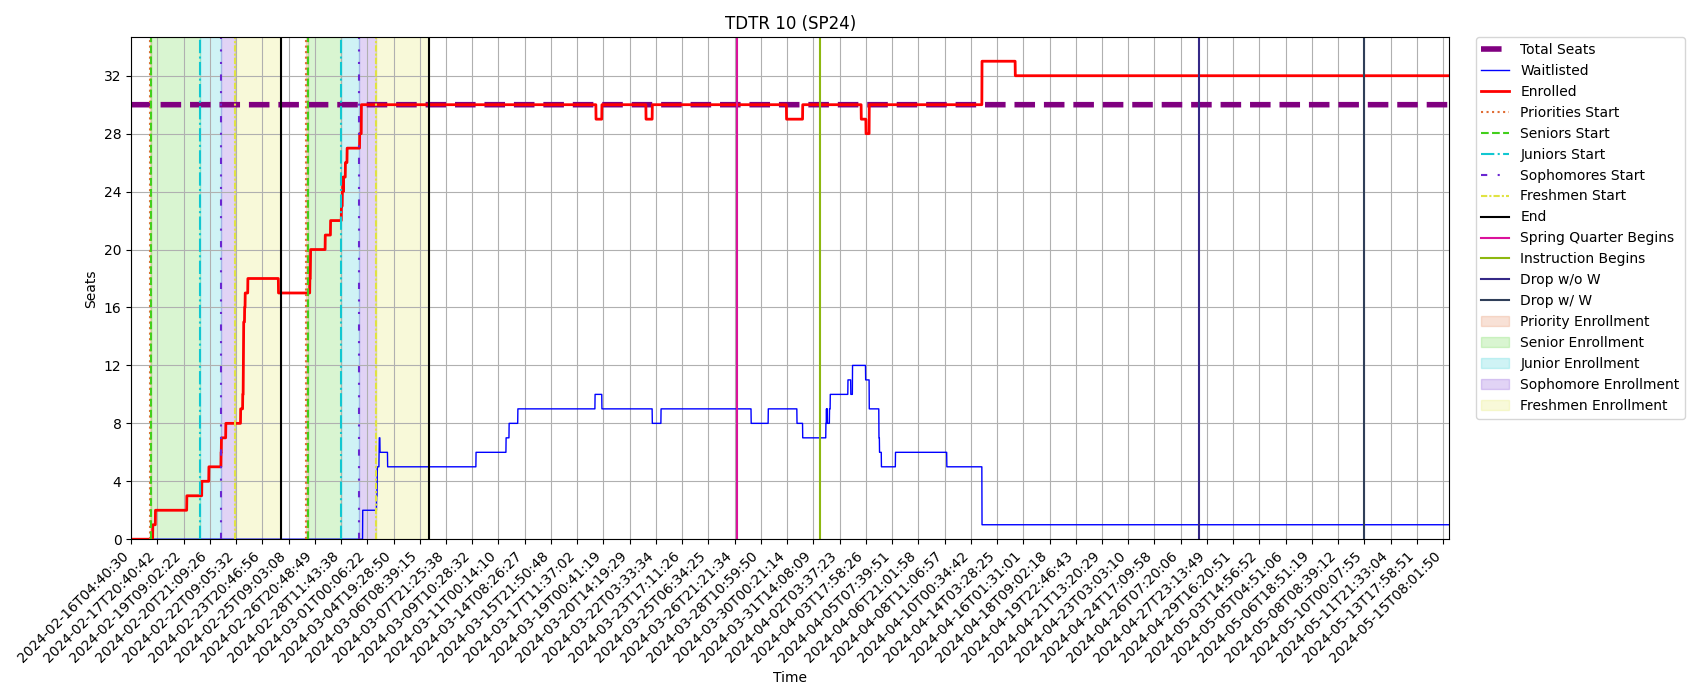 TDTR 10 (SP24)
Seats
32
28
24
20
16
12
8
4
0
2024-02-16T04:40:30
2024-02-17T20:40:42
2024-02-19T09:02:22
2024-02-20T21:09:26
2024-02-22T09:05:32
2024-02-23T20:46:56
2024-02-25T09:03:08
2024-02-26T20:48:49
2024-02-28T11:43:38
2024-03-01T00:06:22
2024-03-04T19:28:50
2024-03-06T08:39:15
2024-03-07T21:25:38
2024-03-09T10:28:32
2024-03-11T00:14:10
2024-03-14T08:26:27
2024-03-15T21:50:48
2024-03-17T11:37:02
2024-03-19T00:41:19
2024-03-20T14:19:29
2024-03-22T03:33:34
2024-03-23T17:11:26
2024-03-25T06:34:25
2024-03-26T21:21:34
2024-03-28T10:59:50
2024-03-30T00:21:14
2024-03-31T14:08:09
2024-04-02T03:37:23
2024-04-03T17:58:26
2024-04-05T07:39:51
2024-04-06T21:01:58
2024-04-08T11:06:57
2024-04-10T00:34:42
2024-04-14T03:28:25
2024-04-16T01:31:01
2024-04-18T09:02:18
2024-04-19T22:46:43
2024-04-21T13:20:29
2024-04-23T03:03:10
2024-04-24T17:09:58
2024-04-26T07:20:06
2024-04-27T23:13:49
2024-04-29T16:20:51
2024-05-03T14:56:52
2024-05-05T04:51:06
2024-05-06T18:51:19
2024-05-08T08:39:12
2024-05-10T00:07:55
2024-05-11T21:33:04
2024-05-13T17:58:51
2024-05-15T08:01:50
Time
Total Seats
Waitlisted
Enrolled
Priorities Start
Seniors Start
Juniors Start
Sophomores Start
Freshmen Start
End
Spring Quarter Begins
Instruction Begins
Drop w/o W
Drop w/ W
Priority Enrollment
Senior Enrollment
Junior Enrollment
Sophomore Enrollment
Freshmen Enrollment